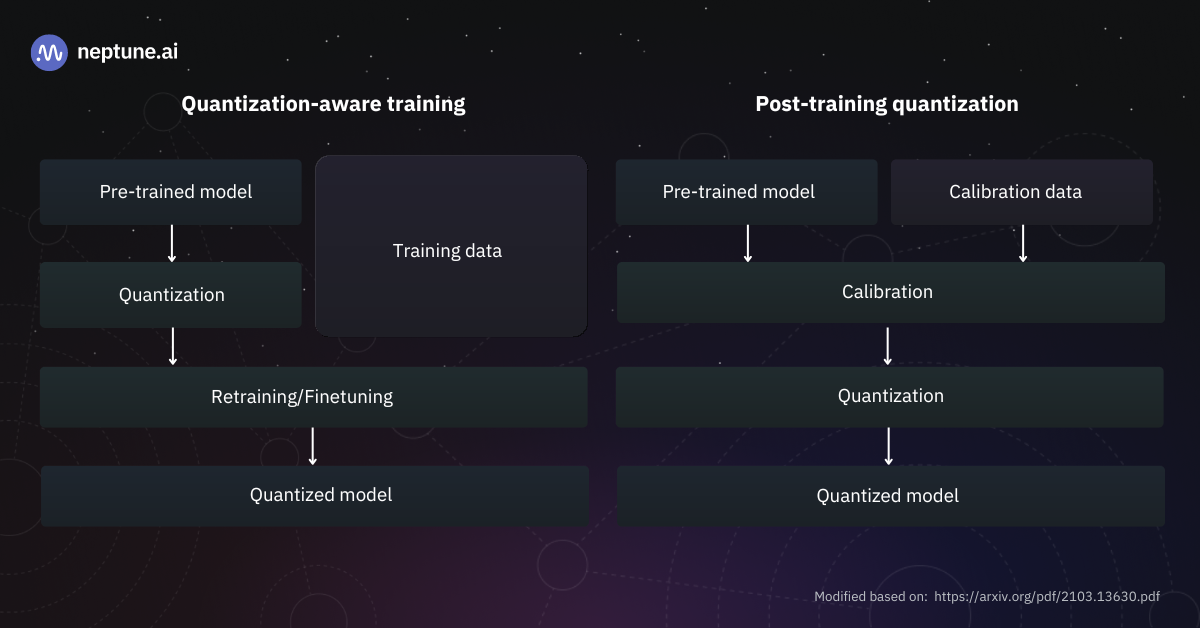 neptune.ai
Quantization-aware training
Pre-trained model
Training data
Quantization
Retraining/Finetuning
Quantized model
Post-training quantization
Pre-trained model
Calibration data
Calibration
Quantization
Quantized model
Modified based on: https://arxiv.org/pdf/2103.13630.pdf